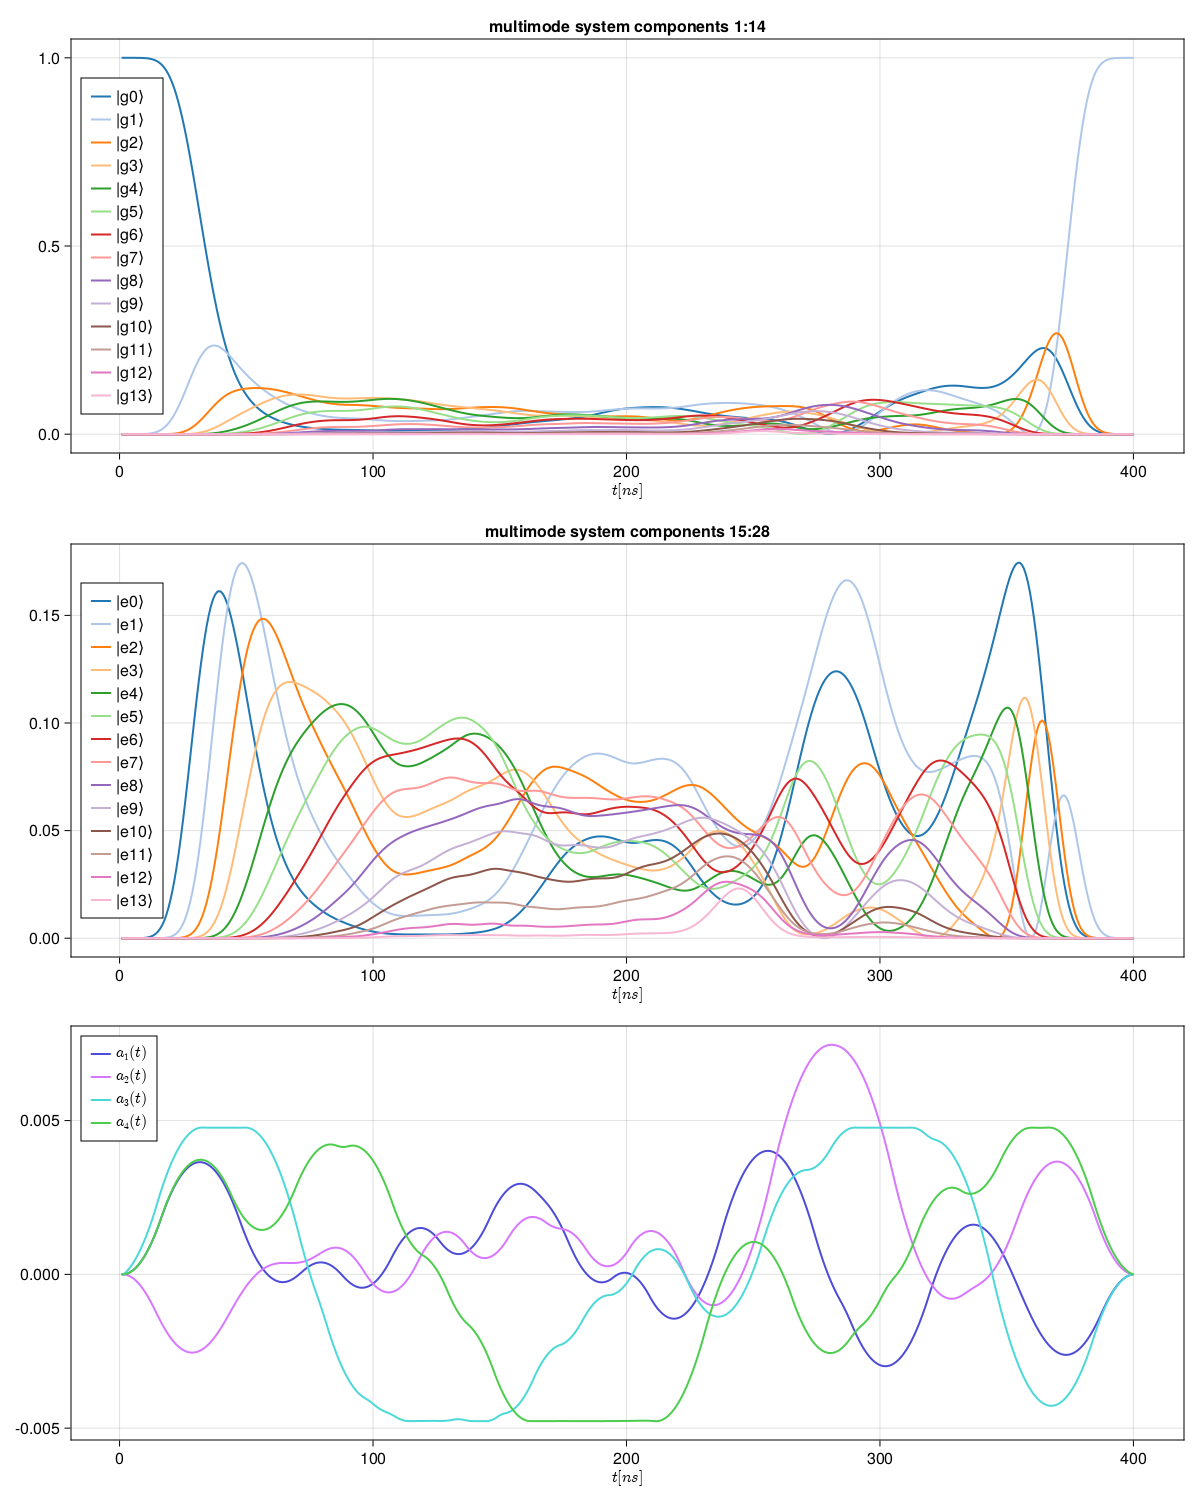 multimode system components 1:14
1.0
0.5
0.0
|g0⟩
|g1⟩
|g2⟩
|g3⟩
|g4⟩
|g5⟩
|g6⟩
|g7⟩
|g8⟩
|g9⟩
|g10⟩
|g11⟩
|g12⟩
|g13⟩
0 100 200 300 400
t[ns]
multimode system components 15:28
0.15
0.10
0.05
0.00
|e0⟩
|e1⟩
|e2⟩
|e3⟩
|e4⟩
|e5⟩
|e6⟩
|e7⟩
|e8⟩
|e9⟩
|e10⟩
|e11⟩
|e12⟩
|e13⟩
0 100 200 300 400
t[ns]
0.005
0.000
-0.005
a₁(t)
a₂(t)
a₃(t)
a₄(t)
0 100 200 300 400
t[ns]